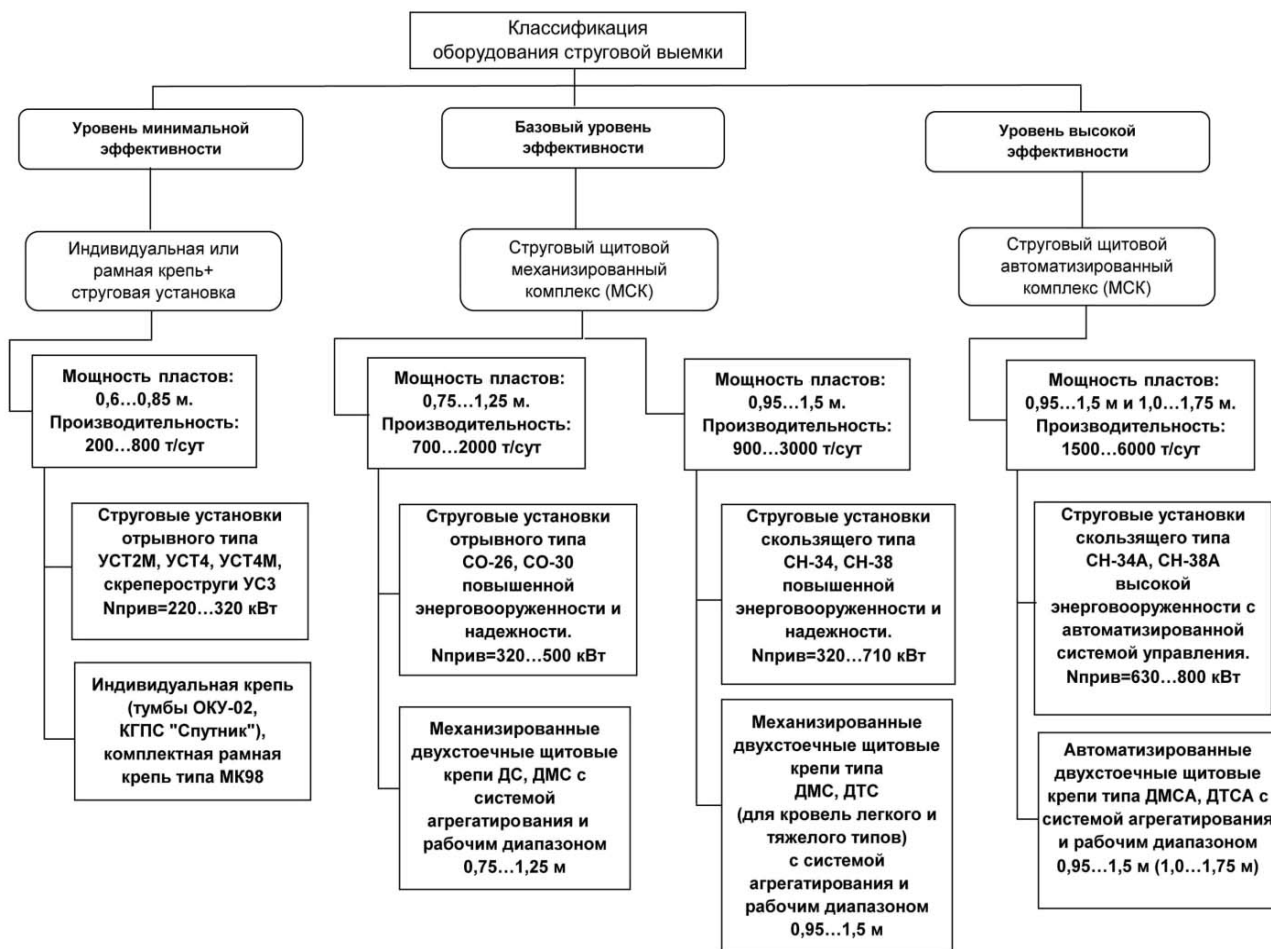 Классификация
оборудования струговой выемки
Уровень минимальной
эффективности
Базовый уровень
эффективности
Уровень высокой
эффективности
Индивидуальная или
рамная крепь+
струговая установка
Струговый щитовой
механизированный
комплекс (МСК)
Струговый щитовой
автоматизированный
комплекс (МСК)
Мощность пластов:
0,6...0,85 м.
Производительность:
200...800 т/сут
Мощность пластов:
0,75...1,25 м.
Производительность:
700...2000 т/сут
Мощность пластов:
0,95...1,5 м.
Производительность:
900...3000 т/сут
Мощность пластов:
0,95...1,5 м и 1,0...1,75 м.
Производительность:
1500...6000 т/сут
Струговые установки
отрывного типа
УСТ2М, УСТ4, УСТ4М,
скрепероструги УС3
Nприв=220...320 кВт
Струговые установки
отрывного типа
СО-26, СО-30
повышенной
энерговооруженности и
надежности.
Nприв=320...500 кВт
Струговые установки
скользящего типа
СН-34, СН-38
повышенной
энерговооруженности и
надежности.
Nприв=320...710 кВт
Струговые установки
скользящего типа
СН-34А, СН-38А
высокой
энерговооруженности с
автоматизированной
системой управления.
Nприв=630...800 кВт
Индивидуальная крепь
(тумбы ОКУ-02,
КГПС "Спутник"),
комплектная рамная
крепь типа МК98
Механизированные
двухстоечные щитовые
крепи ДС, ДМС с
системой
агрегатирования и
рабочим диапазоном
0,75...1,25 м
Механизированные
двухстоечные щитовые
крепи типа
ДМС, ДТС
(для кровель легкого и
тяжелого типов)
с системой
агрегатирования и
рабочим диапазоном
0,95...1,5 м
Автоматизированные
двухстоечные щитовые
крепи типа ДМСА, ДТСА с
системой агрегатирования
и рабочим диапазоном
0,95...1,5 м (1,0...1,75 м)